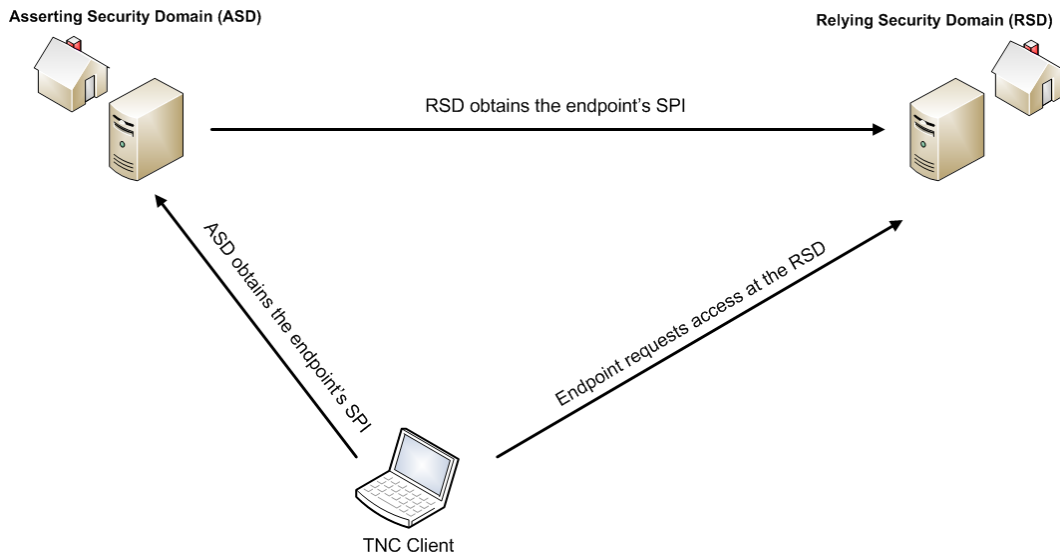 Asserting Security Domain (ASD)
Relying Security Domain (RSD)
RSD obtains the endpoint’s SPI
ASD obtains the endpoint’s SPI
Endpoint requests access at the RSD
TNC Client